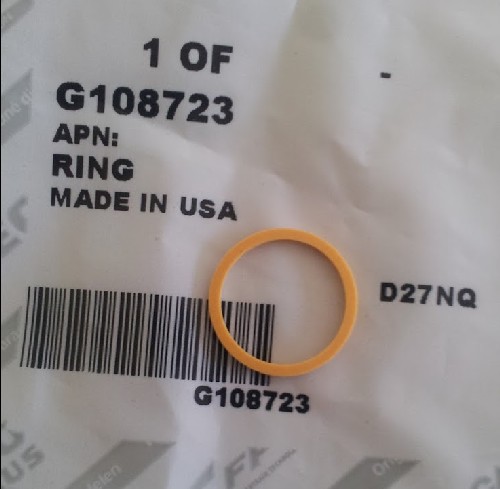 1 OF -
G108723
APN:
RING
MADE IN USA
D27NQ
G108723